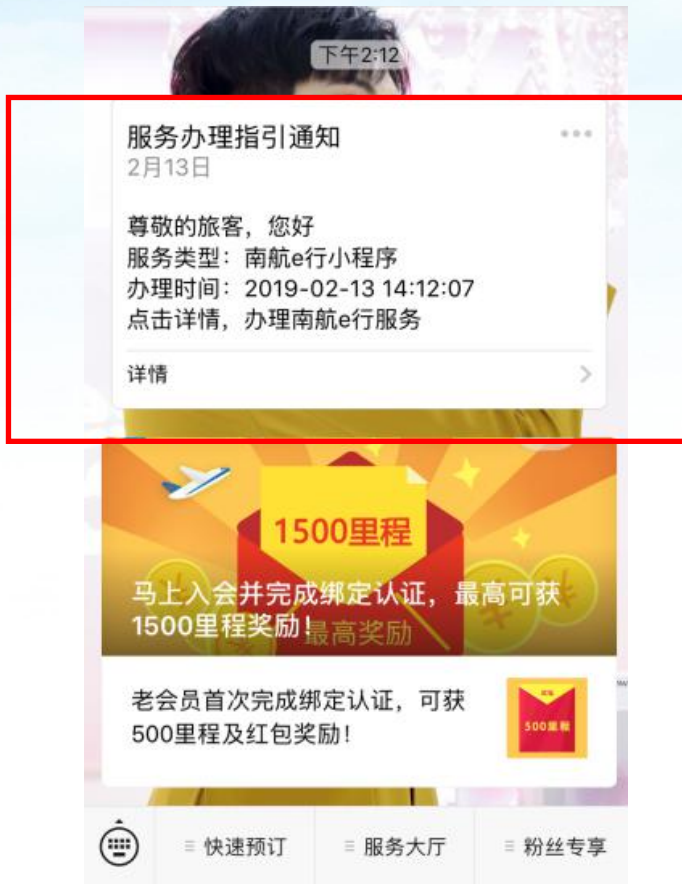 下午2:12
服务办理指引通知
2月13日
尊敬的旅客，您好
服务类型：南航e行小程序
办理时间：2019-02-13 14:12:07
点击详情，办理南航e行服务
详情
1500里程
马上入会并完成绑定认证，最高可获
1500里程奖励！
最高奖励
老会员首次完成绑定认证，可获
500里程及红包奖励！
500里程
快速预订
服务大厅
粉丝专享